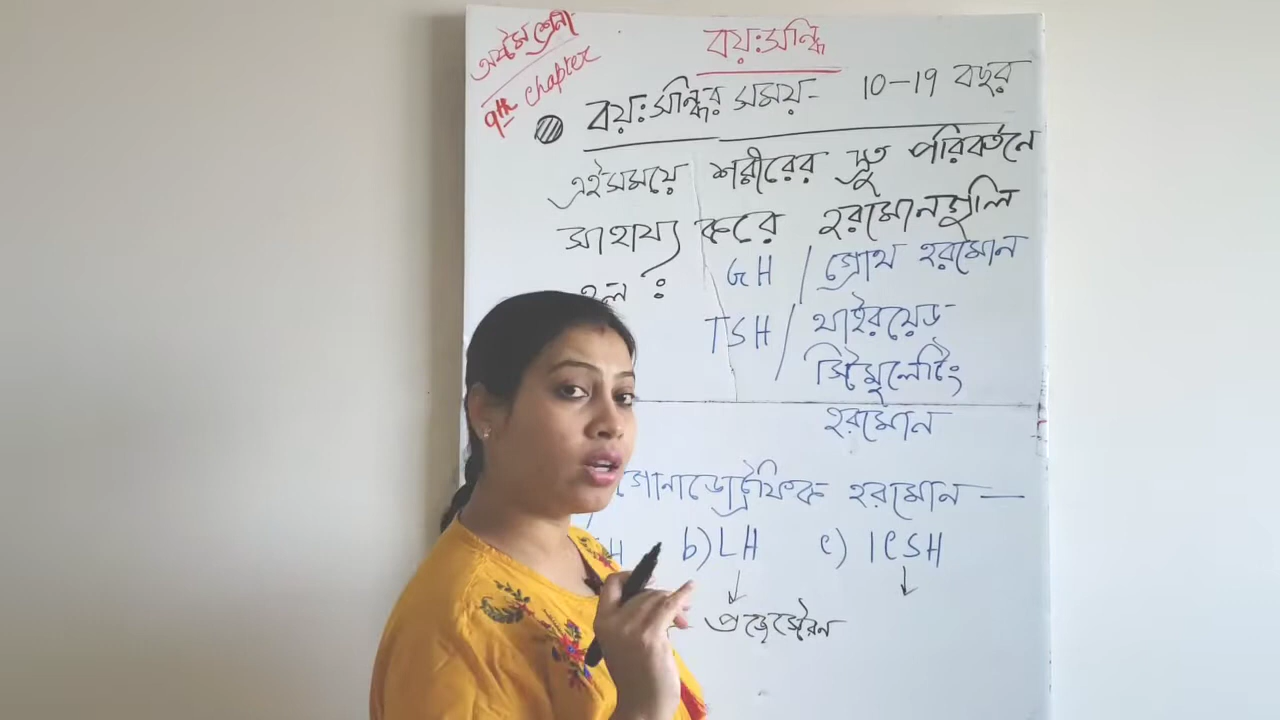 অষ্টম শ্রেণী
9th chapter
বয়ঃসন্ধি
বয়ঃসন্ধির সময়- 10-19 বছর
এইসময়ে শরীরের দ্রুত পরিবর্তনে
সাহায্য করে হরমোনগুলি
হল :
GH / গ্রোথ হরমোন
TSH / থাইরয়েড
স্টিমুলেটিং
হরমোন
গোনাডোট্রফিক হরমোন —
H b) LH c) ICSH
প্রজেস্টেরন